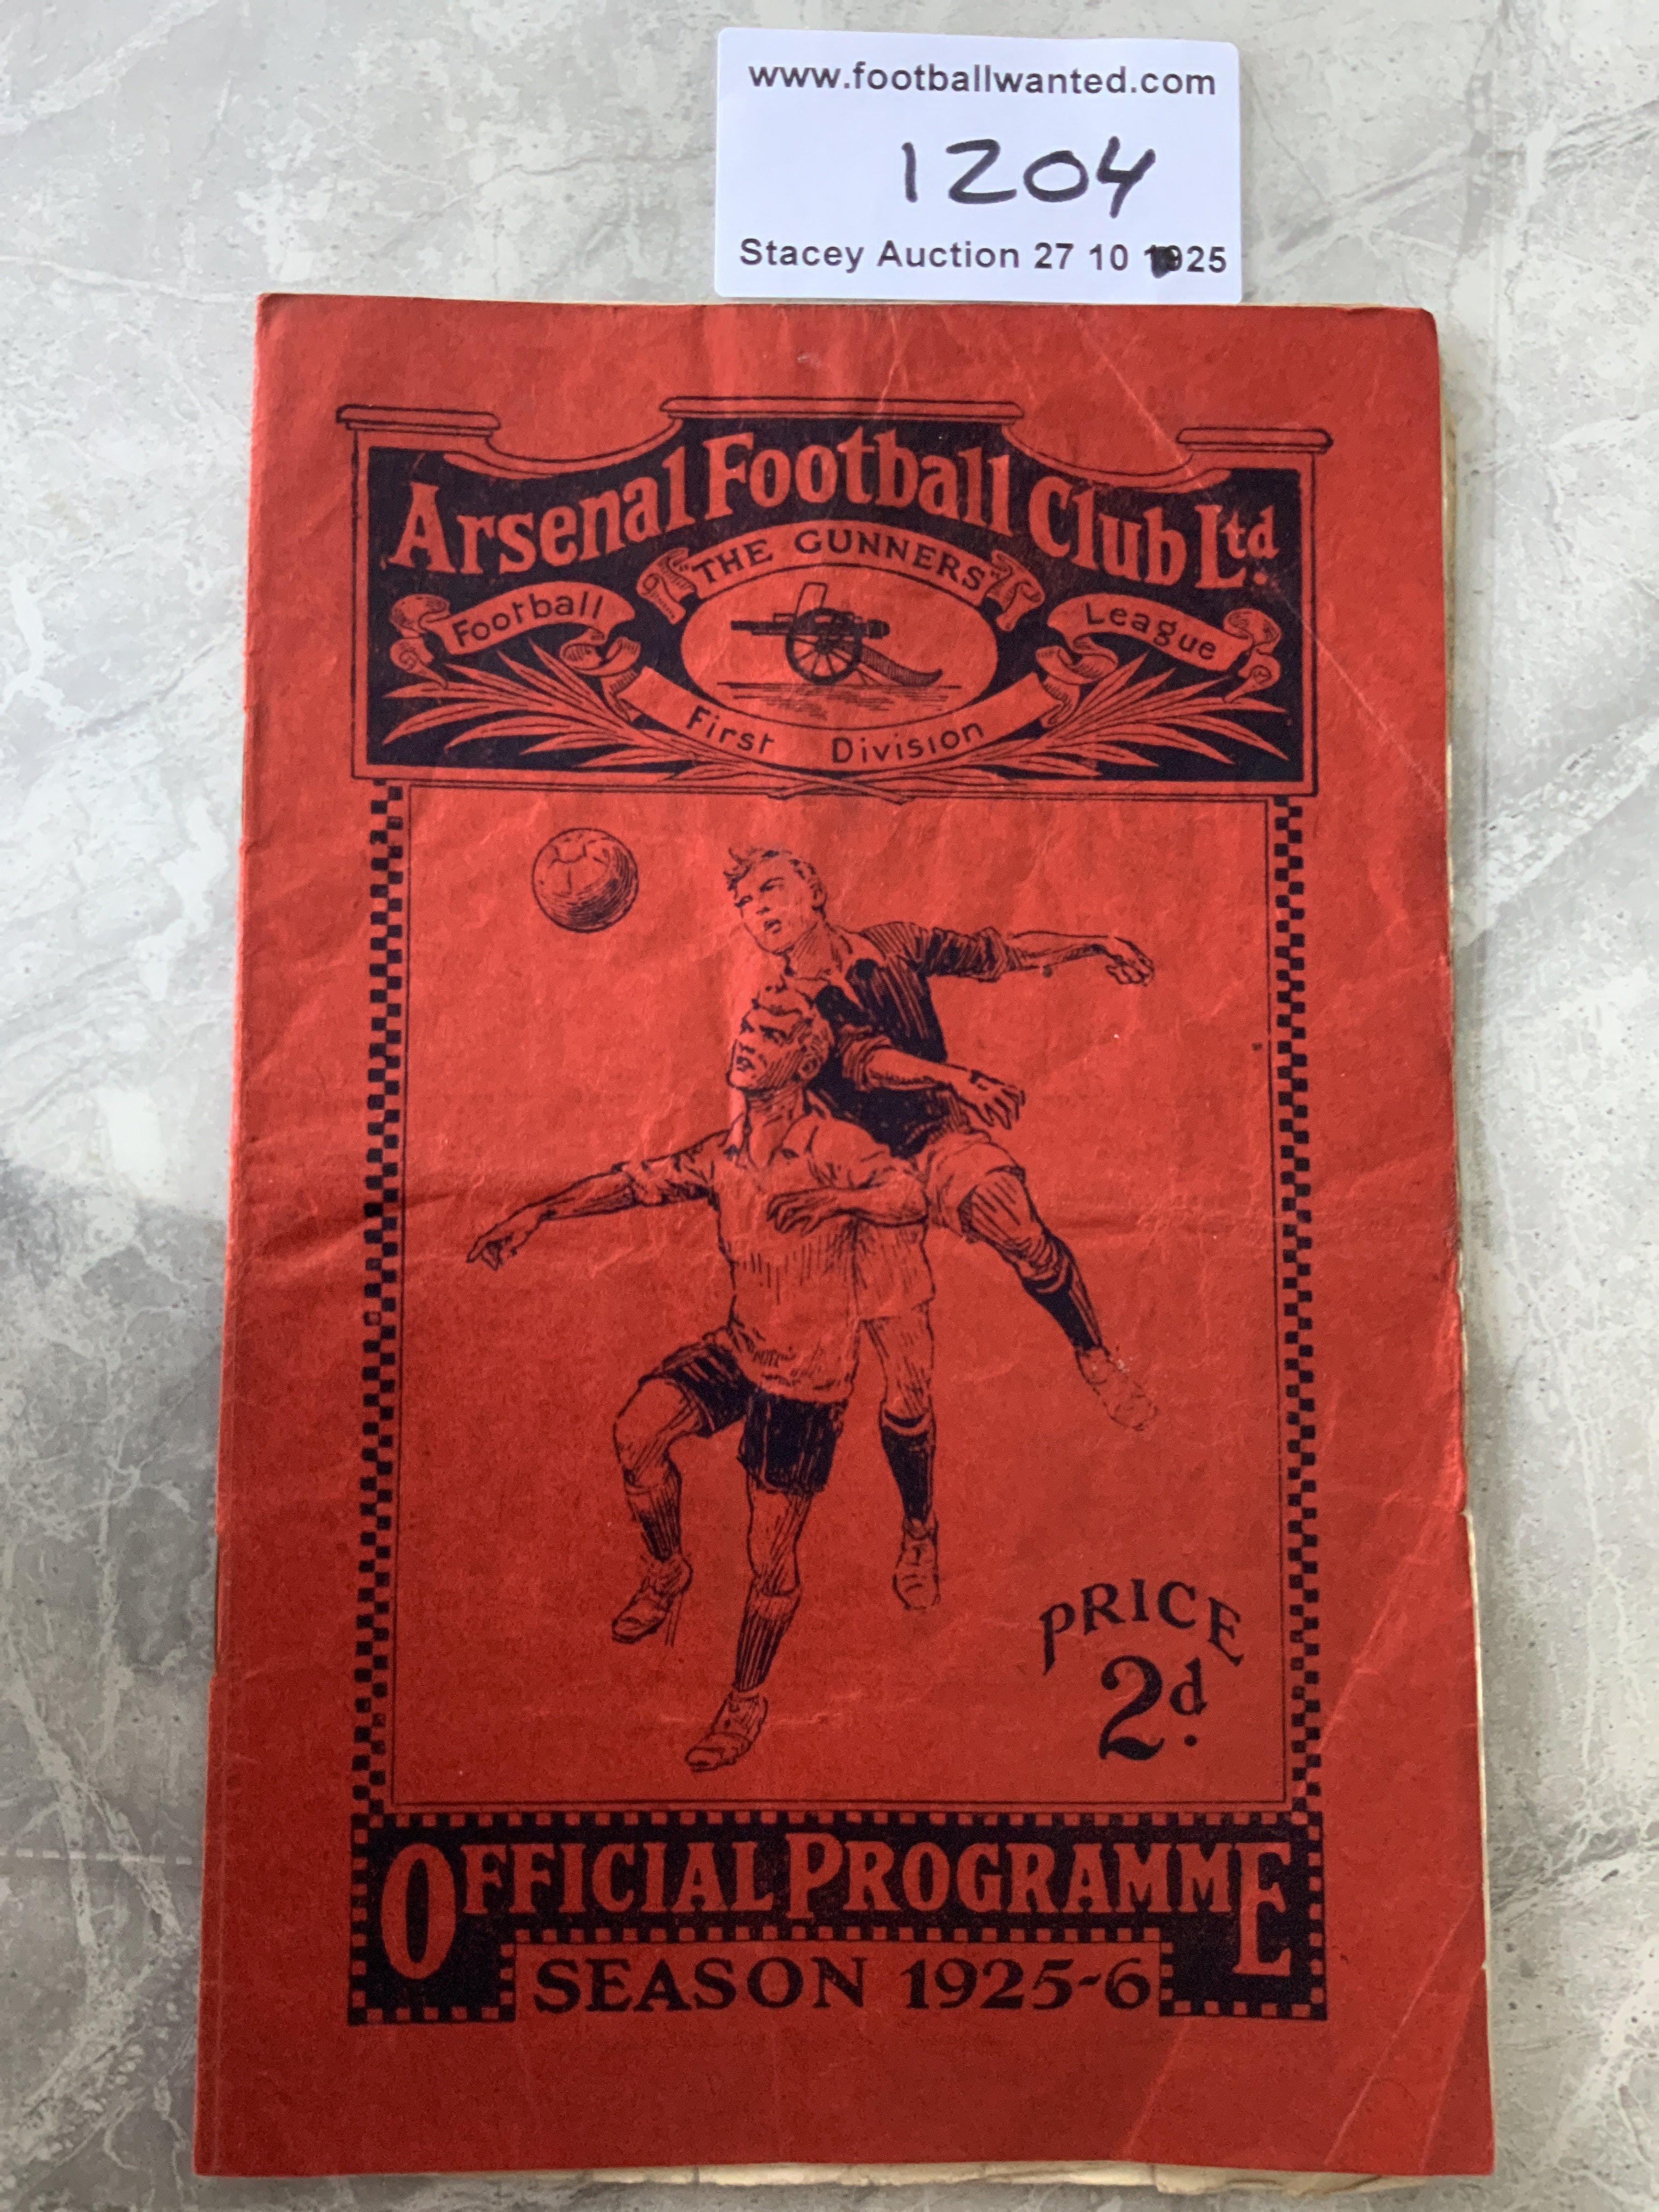 www.footballwanted.com
1204
Stacey Auction 27 10 1925
Arsenal Football Club Ltd.
"THE GUNNERS"
Football League
First Division
PRICE
2d.
OFFICIAL PROGRAMME
SEASON 1925-6